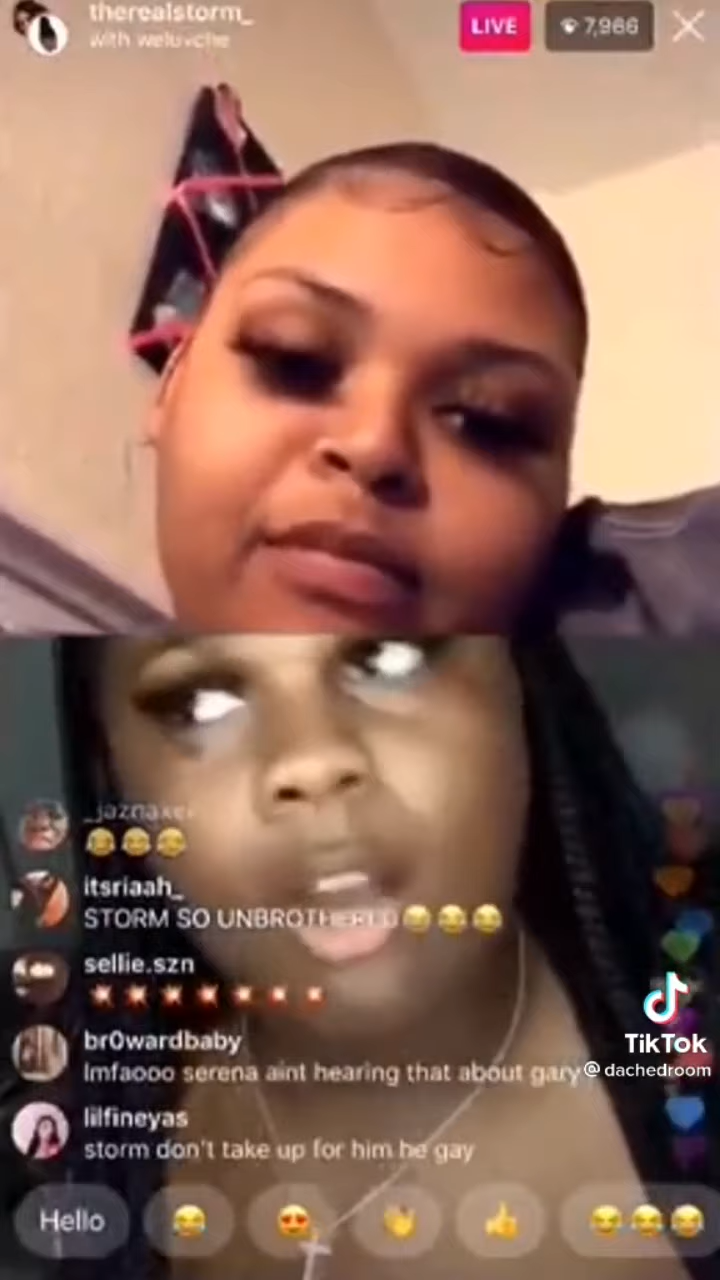 therealstorm_
with weluvche
LIVE
7,966
😂😂😂
itsriaah_
STORM SO UNBROTHERED😂😂😂
sellie.szn
💥💥💥💥💥💥💥
br0wardbaby
lmfaooo serena aint hearing that about gary
TikTok
@dachedroom
lilfineyas
storm don't take up for him he gay
Hello
😂
😍
👏
👍
😂😂😂